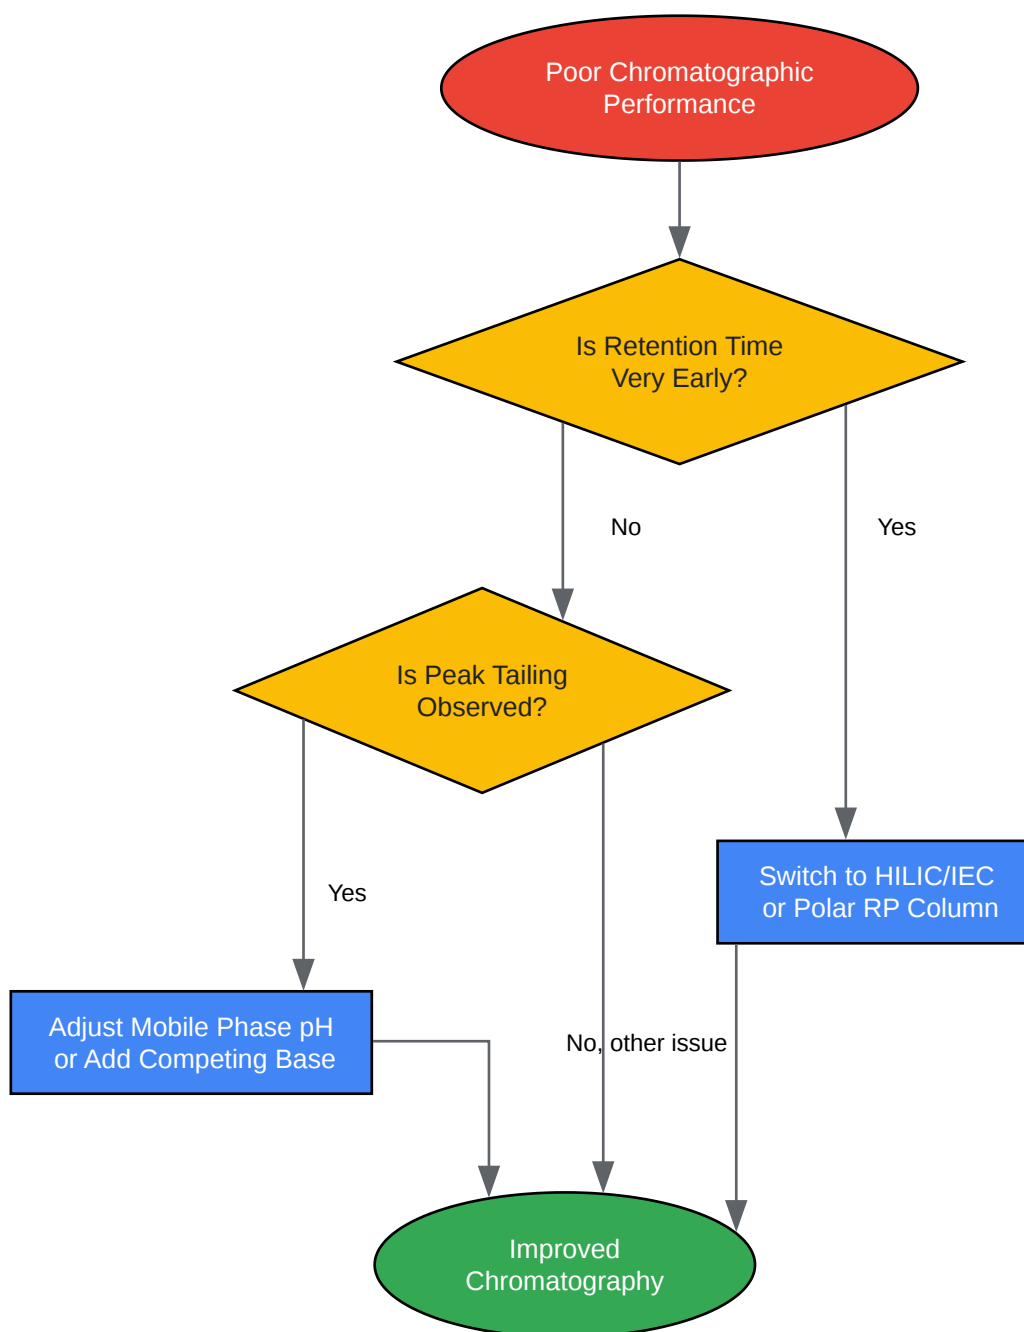 Poor Chromatographic
Performance
Is Retention Time
Very Early?
No
Yes
Is Peak Tailing
Observed?
Switch to HILIC/IEC
or Polar RP Column
Yes
Adjust Mobile Phase pH
or Add Competing Base
No, other issue
Improved
Chromatography